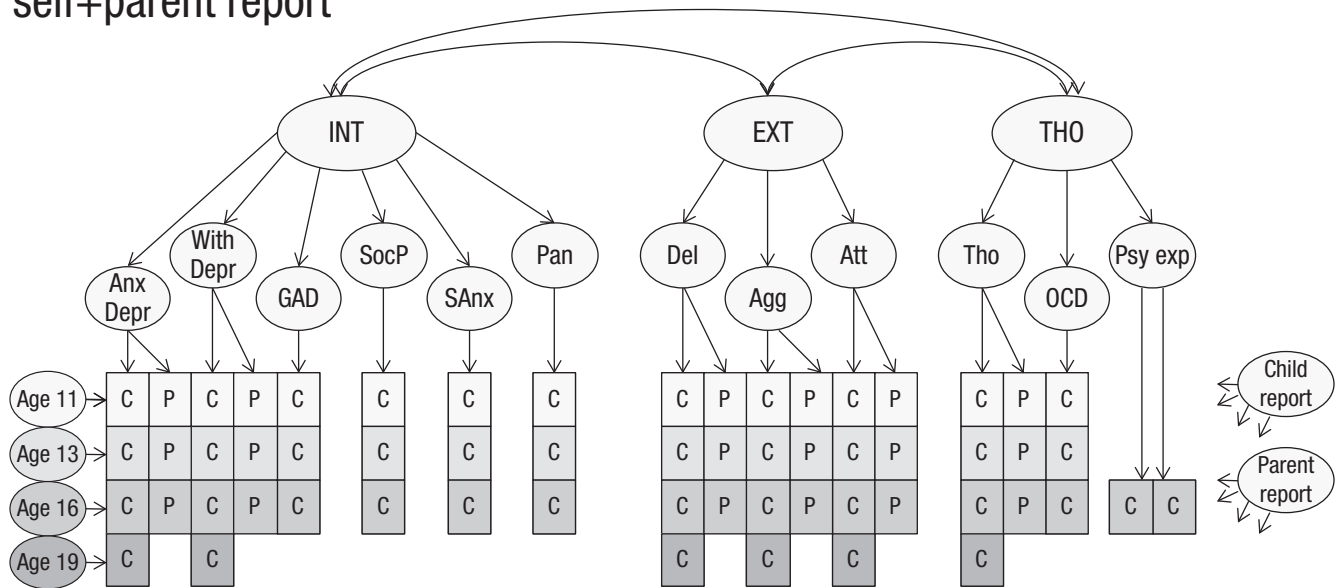 self+parent report
INT
EXT
THO
Anx
Depr
With
Depr
GAD
SocP
SAnx
Pan
Del
Agg
Att
Tho
OCD
Psy exp
Age 11 C P C P C C C C C P C P C P C P C
Age 13 C P C P C C C C C P C P C P C P C
Age 16 C P C P C C C C C P C P C P C P C C C
Age 19 C C C C C C
Child
report
Parent
report